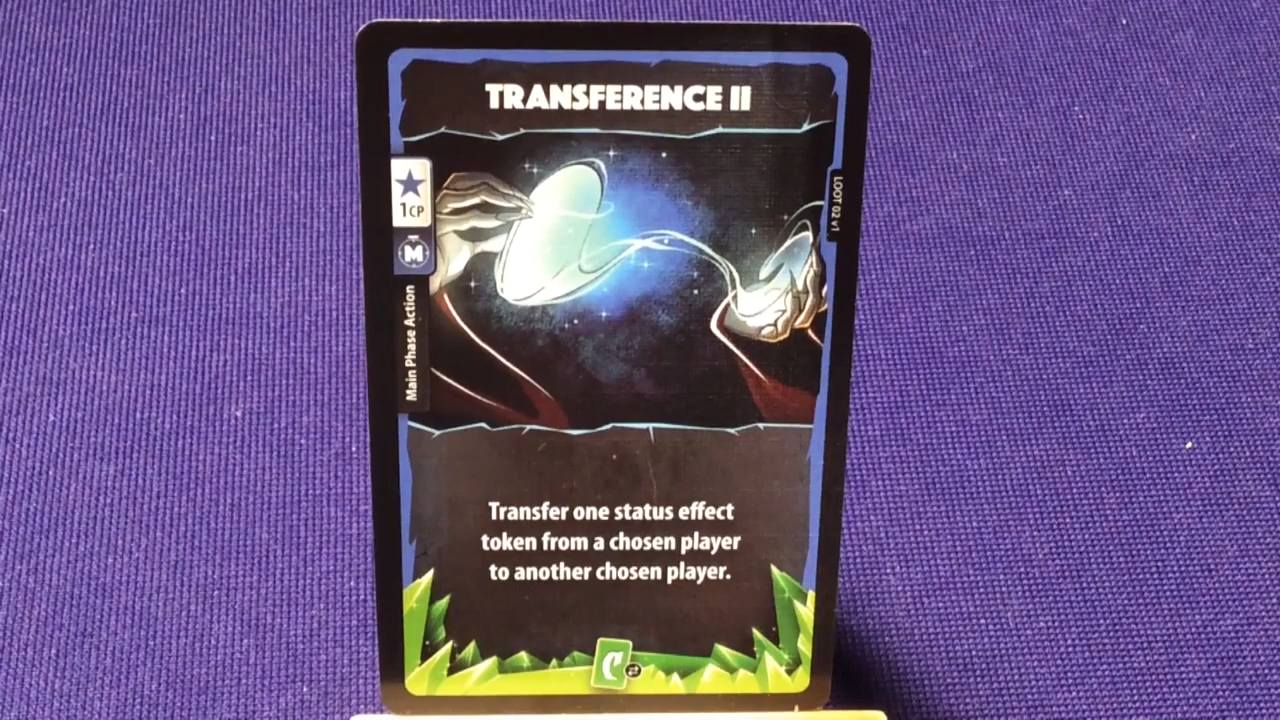 TRANSFERENCE II
1CP
M
Main Phase Action
LOOT 02 v1
Transfer one status effect
token from a chosen player
to another chosen player.
C